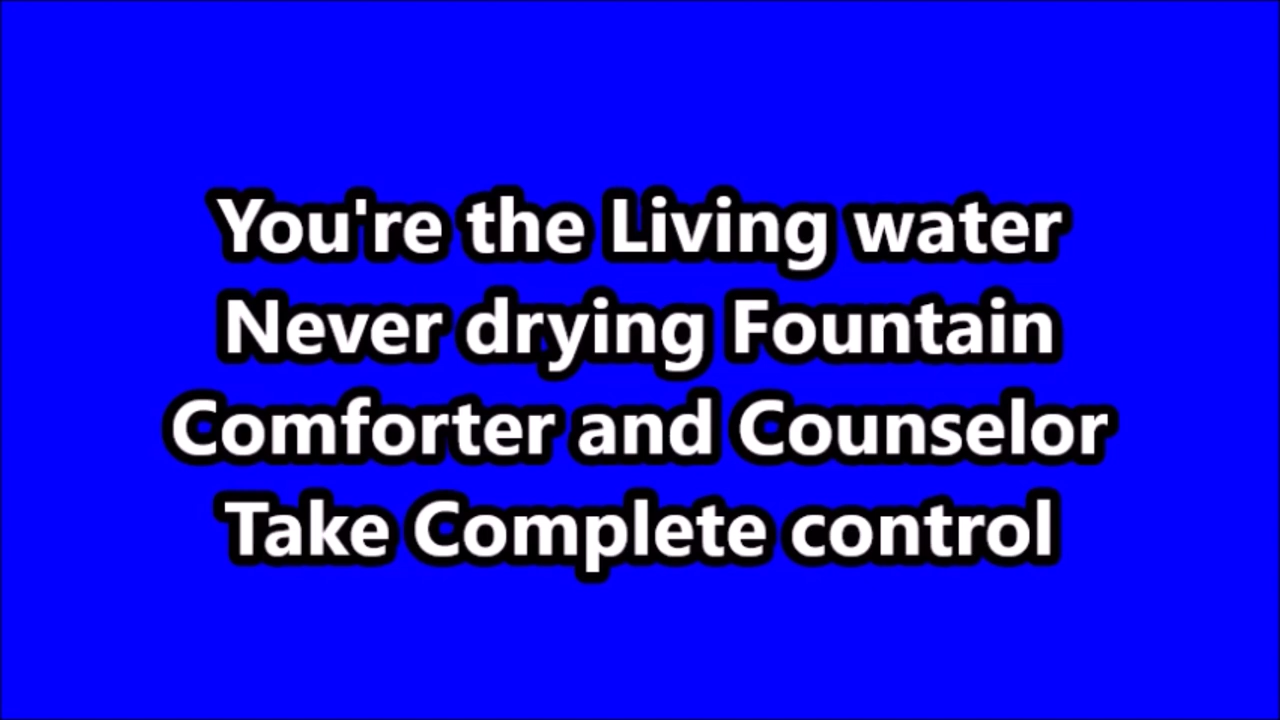 You're the Living water
Never drying Fountain
Comforter and Counselor
Take Complete control